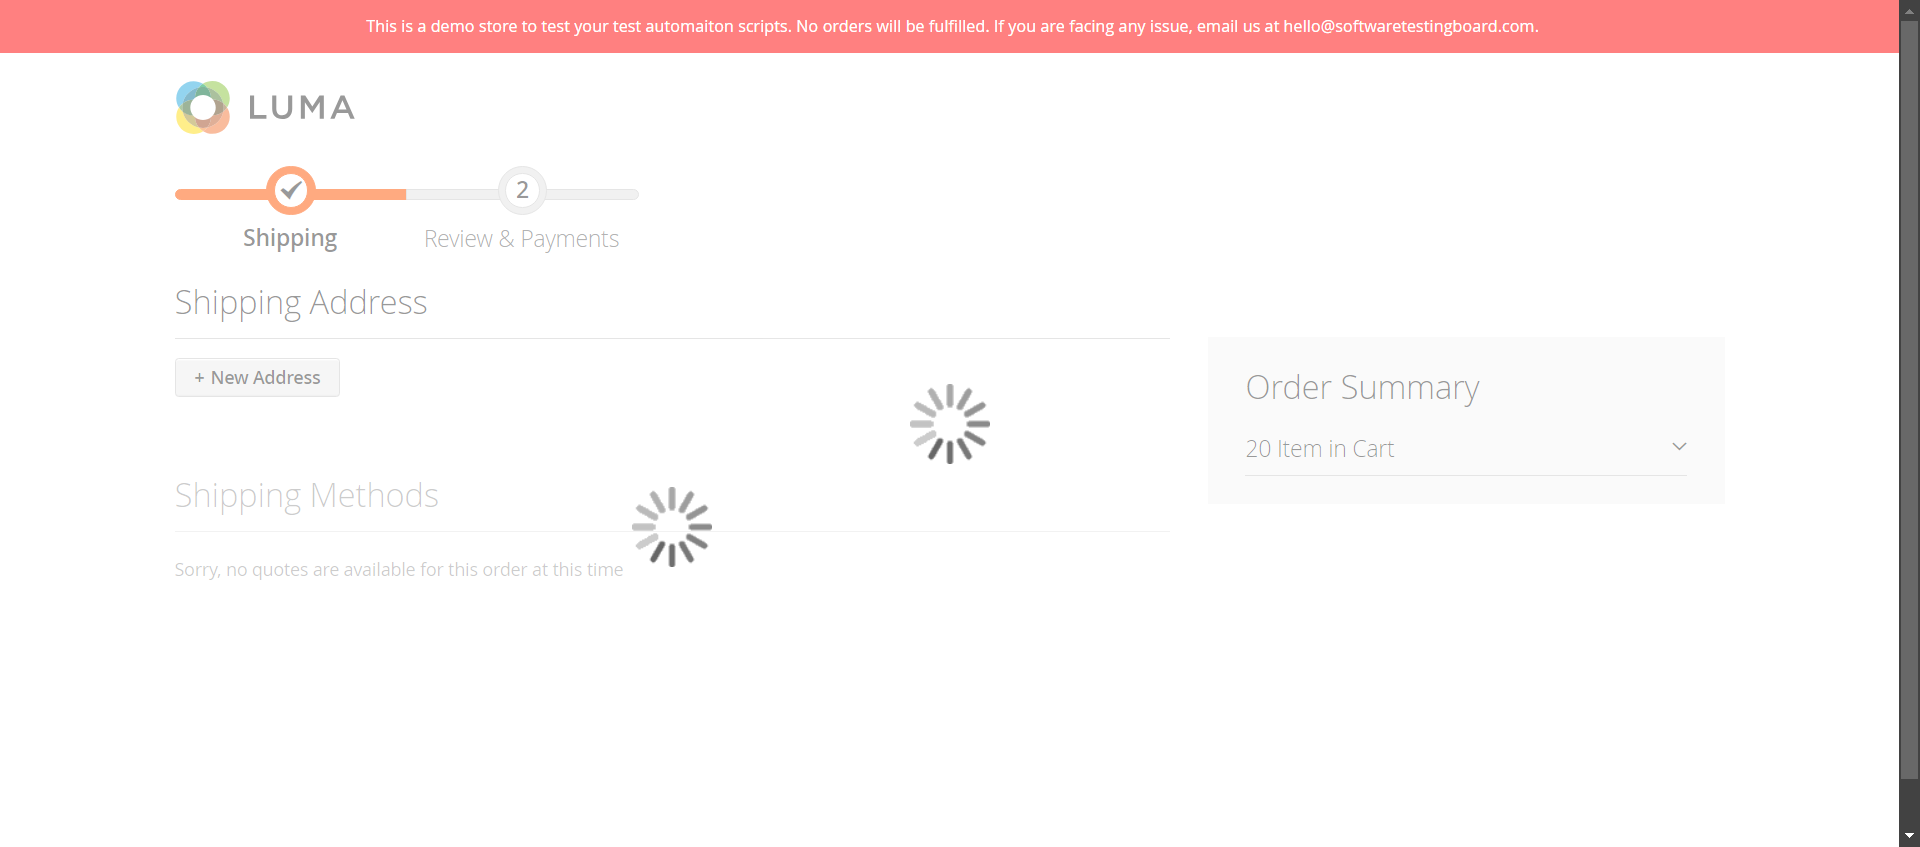 This is a demo store to test your test automaiton scripts. No orders will be fulfilled. If you are facing any issue, email us at hello@softwaretestingboard.com.
LUMA
2
Shipping
Review & Payments
Shipping Address
+ New Address
Order Summary
20 Item in Cart
Shipping Methods
Sorry, no quotes are available for this order at this time